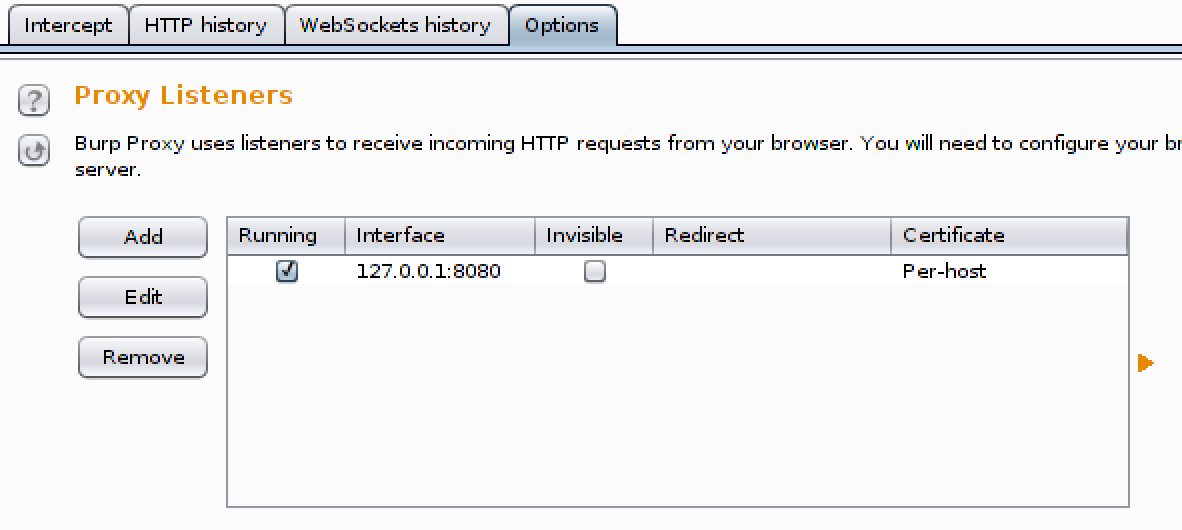 Intercept HTTP history WebSockets history Options
? Proxy Listeners
Burp Proxy uses listeners to receive incoming HTTP requests from your browser. You will need to configure your br
server.
Add
Edit
Remove
Running Interface Invisible Redirect Certificate
127.0.0.1:8080 Per-host